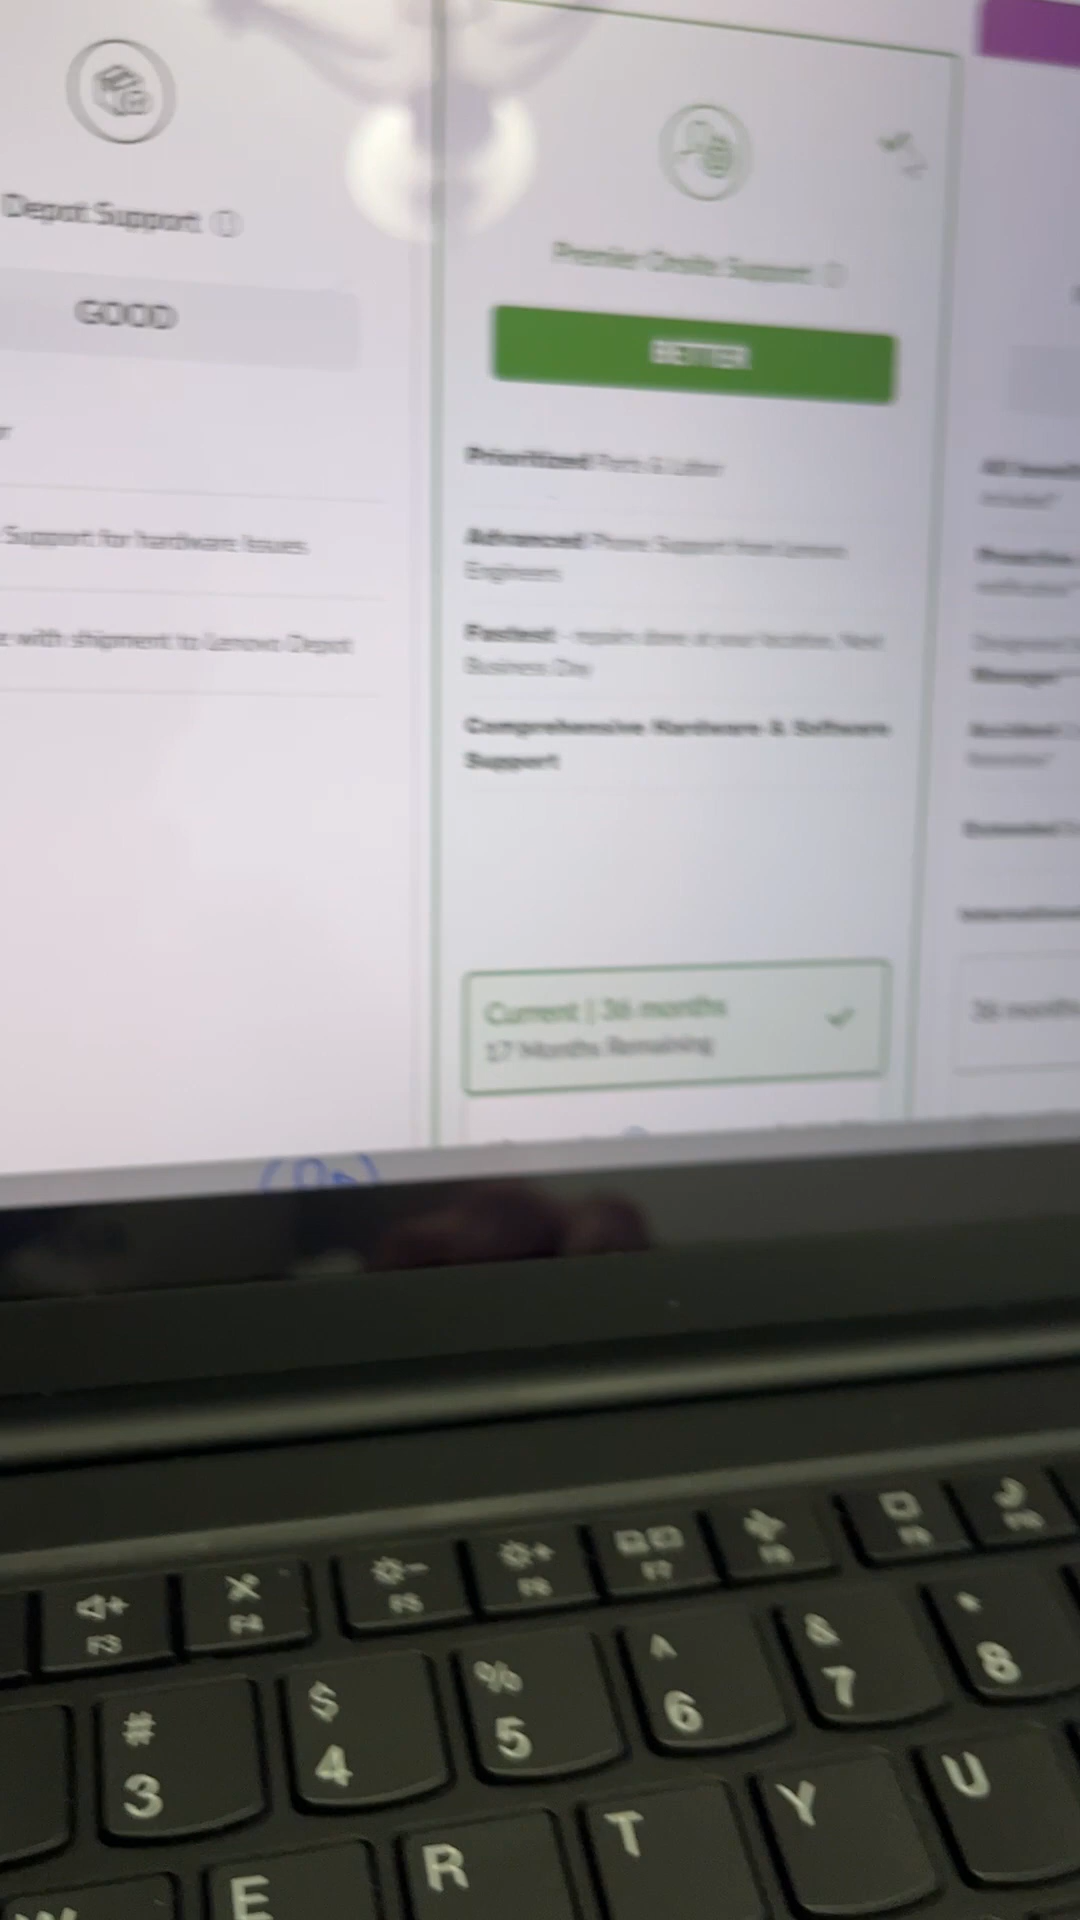 Depot Support
GOOD
Support for hardware Issues
with shipment to Lenovo Depot
Premier Onsite Support
BETTER
Prioritized Parts & Labor
Advanced Phone Support from Lenovo
Engineers
Fastest - repairs done at your location, Next
Business Day
Comprehensive Hardware & Software
Support
Current | 36 months
17 Months Remaining
36 months
F3
F4
F5
F6
F7
F8
F9
F10
#
3
$
4
%
5
^
6
&
7
*
8
W
E
R
T
Y
U